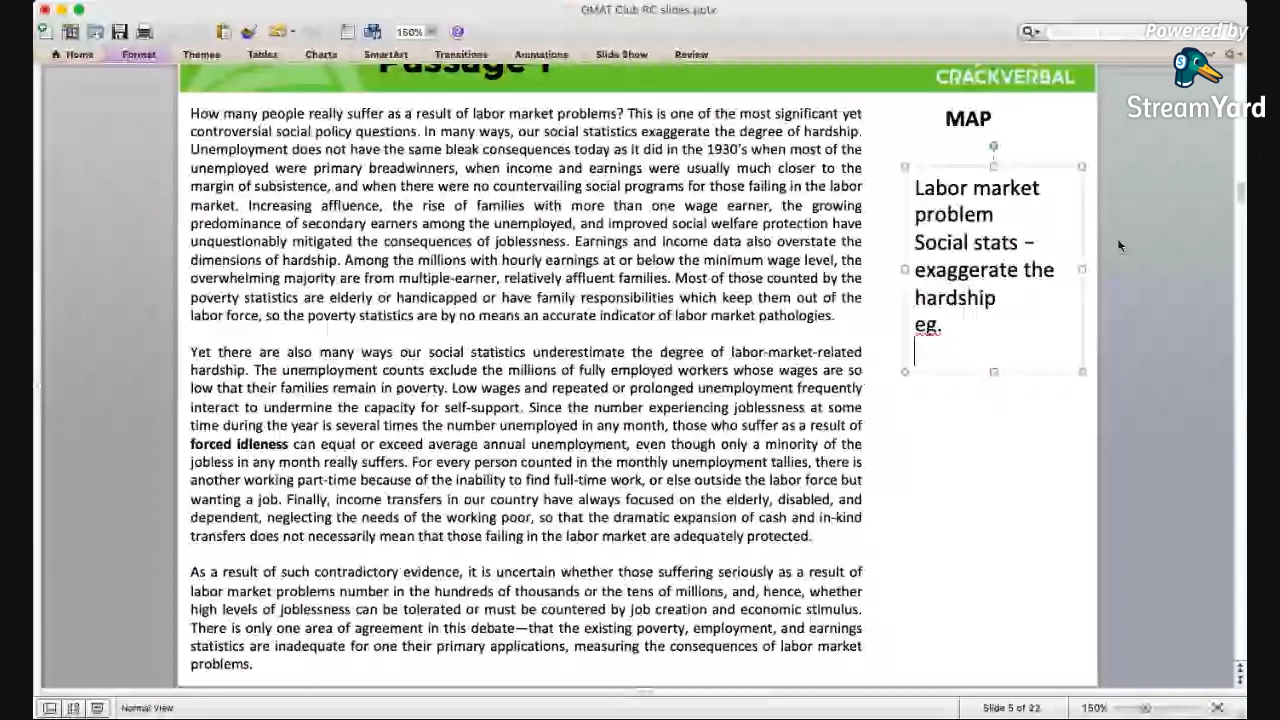 GMAT Club RC slides.pptx
Powered by
150%
Home Format Themes Tables Charts SmartArt Transitions Animations Slide Show Review
StreamYard
Passage 1
CRACKVERBAL
How many people really suffer as a result of labor market problems? This is one of the most significant yet
controversial social policy questions. In many ways, our social statistics exaggerate the degree of hardship.
Unemployment does not have the same bleak consequences today as it did in the 1930's when most of the
unemployed were primary breadwinners, when income and earnings were usually much closer to the
margin of subsistence, and when there were no countervailing social programs for those failing in the labor
market. Increasing affluence, the rise of families with more than one wage earner, the growing
predominance of secondary earners among the unemployed, and improved social welfare protection have
unquestionably mitigated the consequences of joblessness. Earnings and income data also overstate the
dimensions of hardship. Among the millions with hourly earnings at or below the minimum wage level, the
overwhelming majority are from multiple-earner, relatively affluent families. Most of those counted by the
poverty statistics are elderly or handicapped or have family responsibilities which keep them out of the
labor force, so the poverty statistics are by no means an accurate indicator of labor market pathologies.
Yet there are also many ways our social statistics underestimate the degree of labor-market-related
hardship. The unemployment counts exclude the millions of fully employed workers whose wages are so
low that their families remain in poverty. Low wages and repeated or prolonged unemployment frequently
interact to undermine the capacity for self-support. Since the number experiencing joblessness at some
time during the year is several times the number unemployed in any month, those who suffer as a result of
forced idleness can equal or exceed average annual unemployment, even though only a minority of the
jobless in any month really suffers. For every person counted in the monthly unemployment tallies, there is
another working part-time because of the inability to find full-time work, or else outside the labor force but
wanting a job. Finally, income transfers in our country have always focused on the elderly, disabled, and
dependent, neglecting the needs of the working poor, so that the dramatic expansion of cash and in-kind
transfers does not necessarily mean that those failing in the labor market are adequately protected.
As a result of such contradictory evidence, it is uncertain whether those suffering seriously as a result of
labor market problems number in the hundreds of thousands or the tens of millions, and, hence, whether
high levels of joblessness can be tolerated or must be countered by job creation and economic stimulus.
There is only one area of agreement in this debate—that the existing poverty, employment, and earnings
statistics are inadequate for one their primary applications, measuring the consequences of labor market
problems.
MAP
Labor market
problem
Social stats –
exaggerate the
hardship
eg.
Normal View
Slide 5 of 22
150%